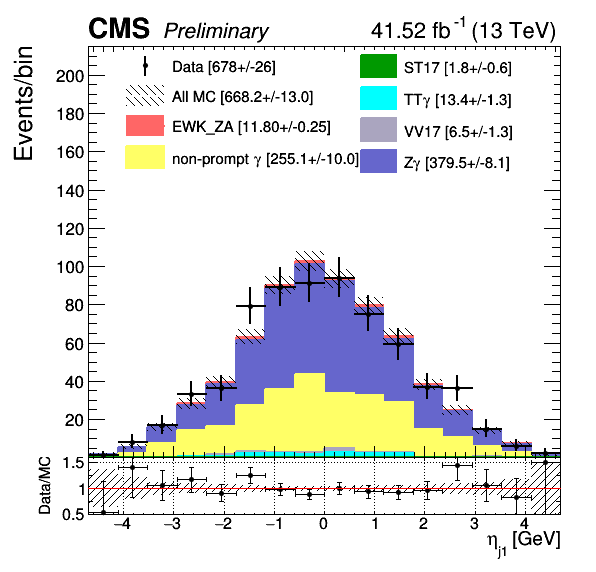 CMS Preliminary 41.52 fb⁻¹ (13 TeV)
Events/bin
Data [678+/-26]
All MC [668.2+/-13.0]
EWK_ZA [11.80+/-0.25]
non-prompt γ [255.1+/-10.0]
ST17 [1.8+/-0.6]
TTγ [13.4+/-1.3]
VV17 [6.5+/-1.3]
Zγ [379.5+/-8.1]
200
180
160
140
120
100
80
60
40
20
Data/MC
1.5
1
0.5
−4 −3 −2 −1 0 1 2 3 4
η_j1 [GeV]